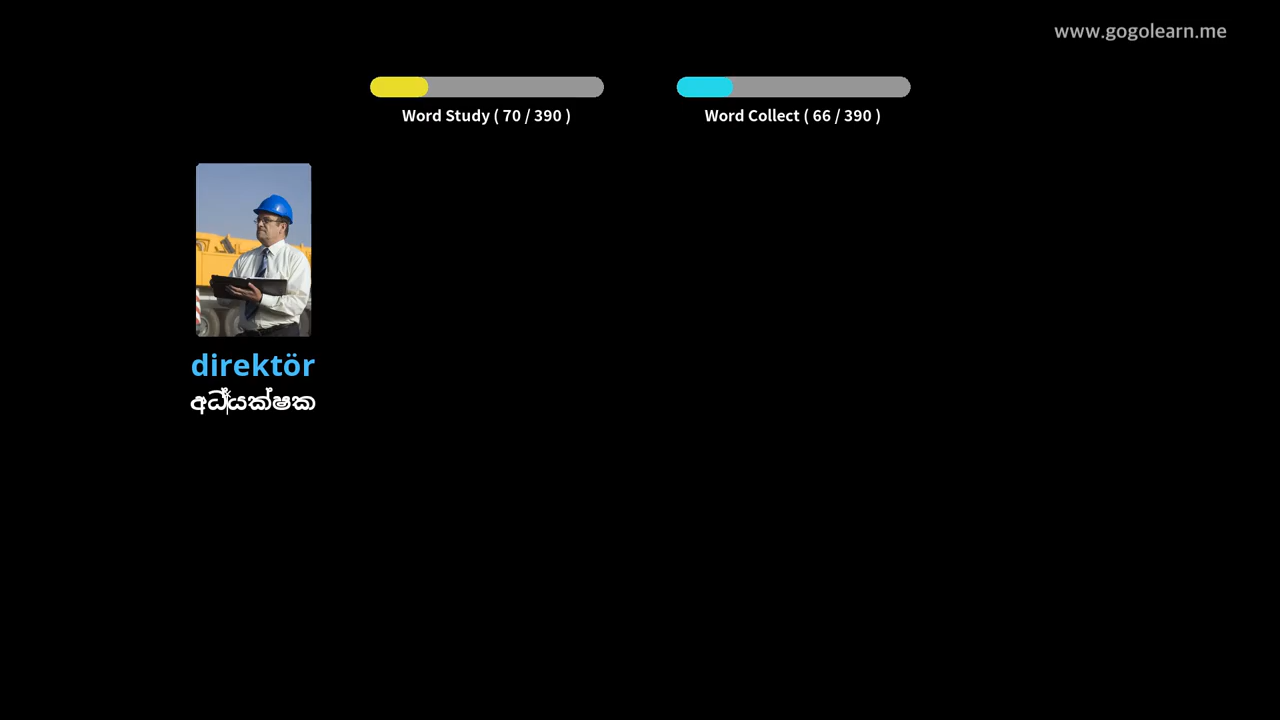 www.gogolearn.me
Word Study ( 70 / 390 )
Word Collect ( 66 / 390 )
direktör
අධ්‍යක්ෂක